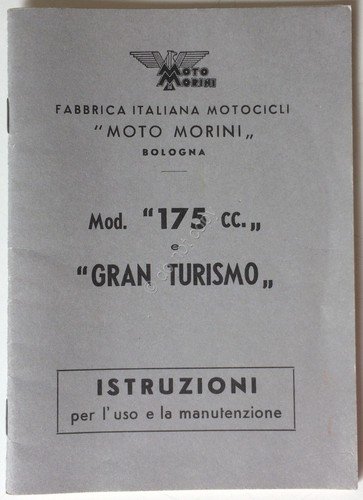 MOTO
MORINI
FABBRICA ITALIANA MOTOCICLI
"MOTO MORINI„
BOLOGNA
Mod. "175 cc.„
e
"GRAN TURISMO„
ISTRUZIONI
per l'uso e la manutenzione